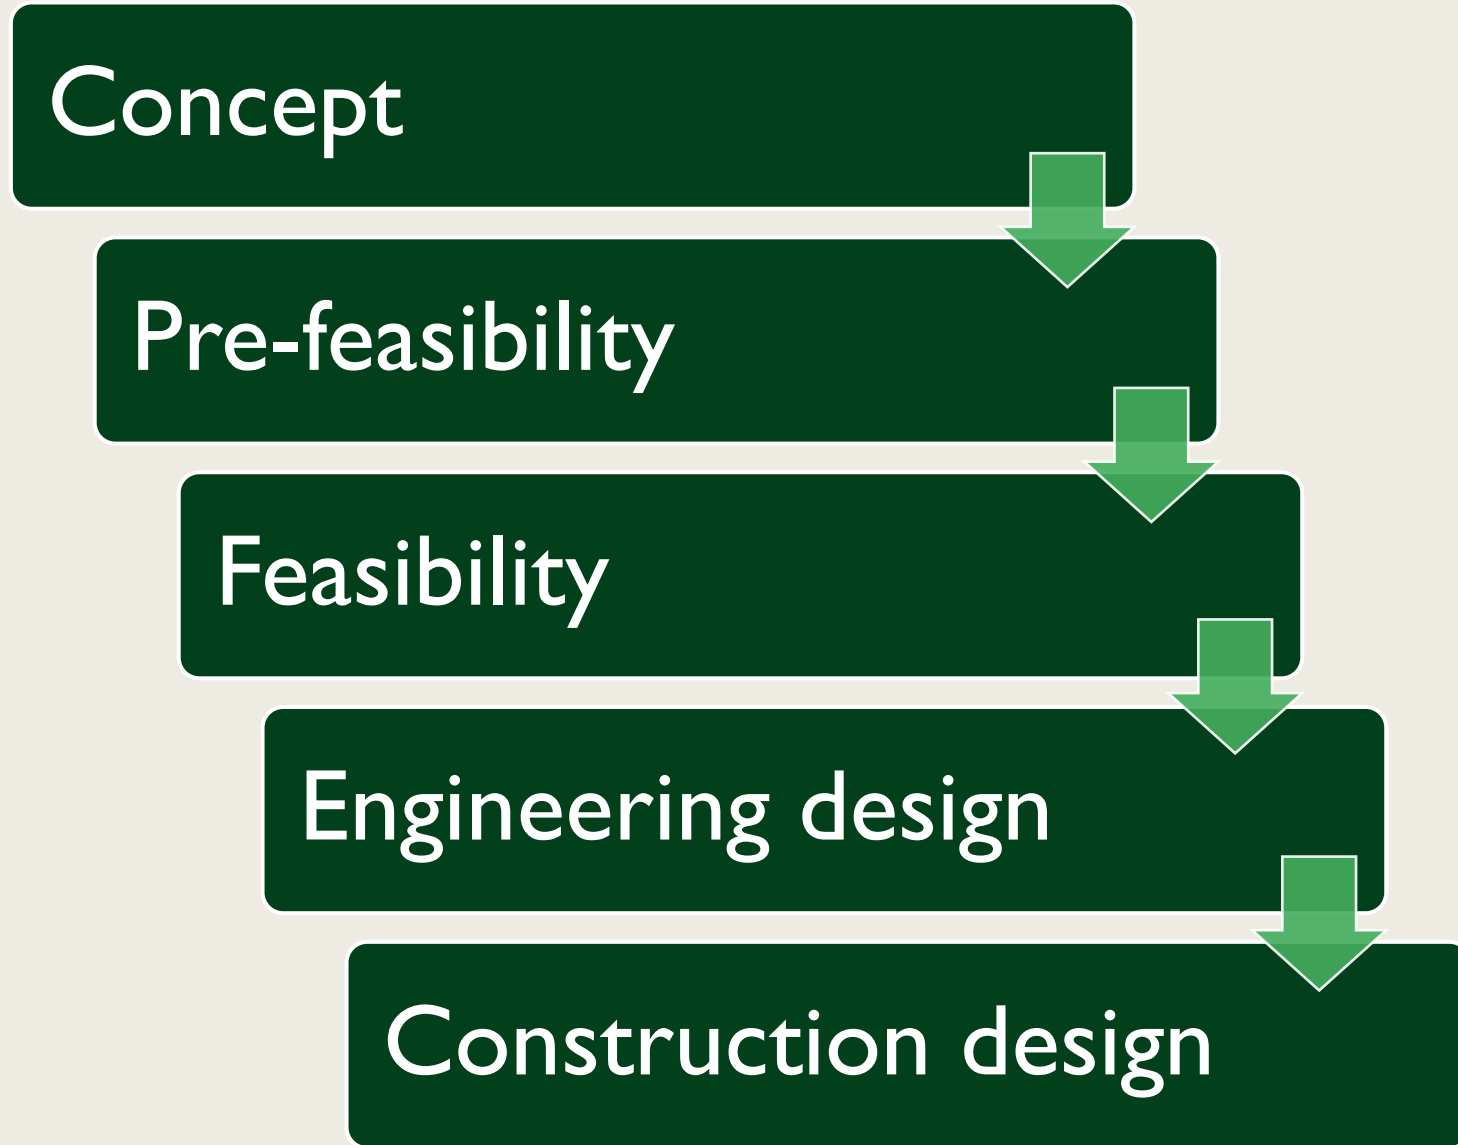 Concept
Pre-feasibility
Feasibility
Engineering design
Construction design